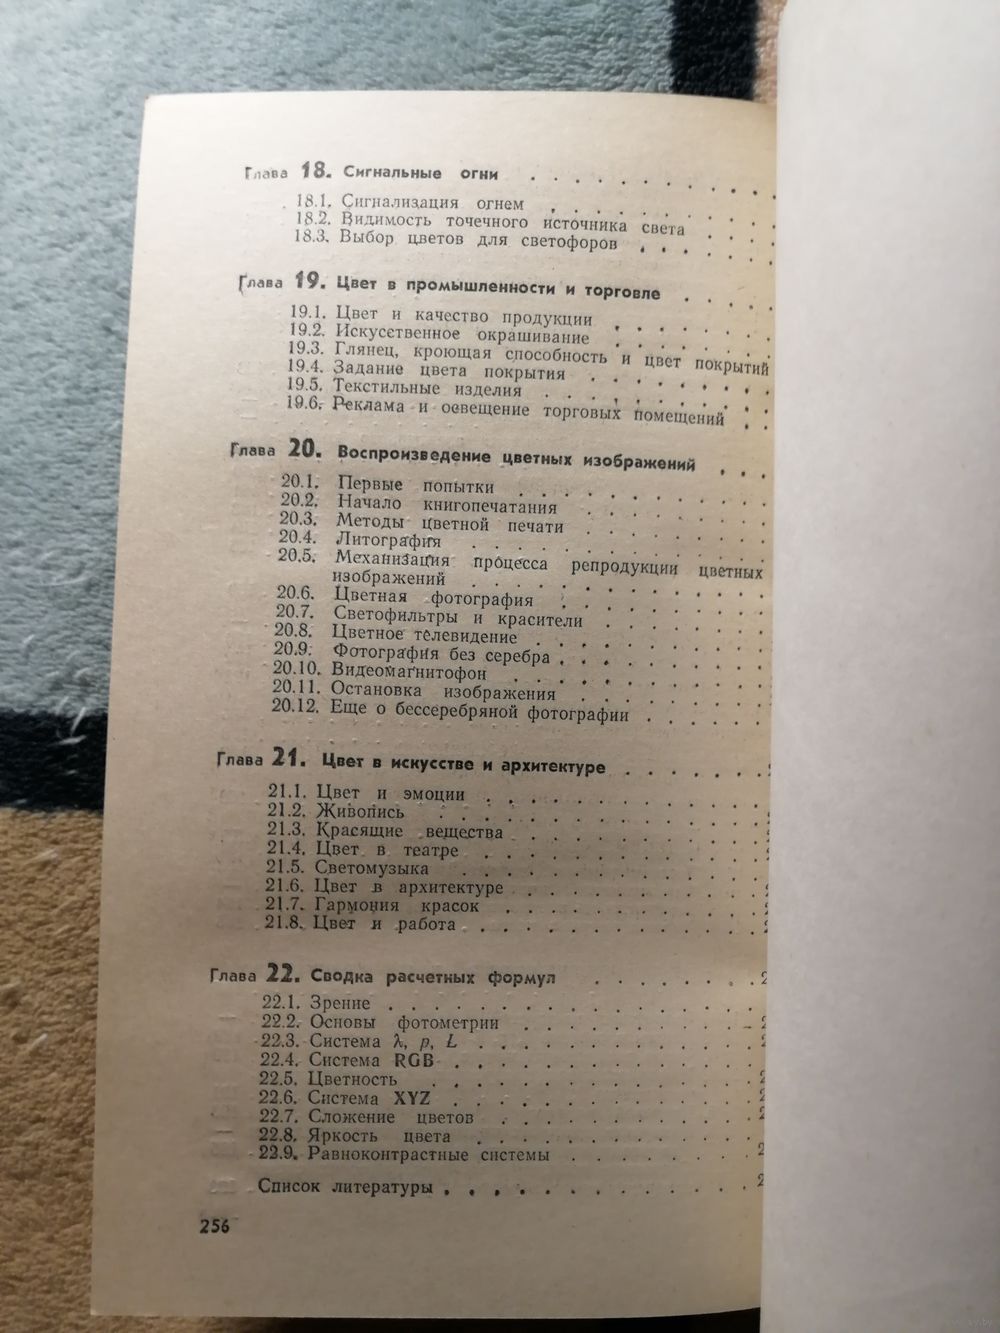 Глава 18. Сигнальные огни
18.1. Сигнализация огнем
18.2. Видимость точечного источника света
18.3. Выбор цветов для светофоров
Глава 19. Цвет в промышленности и торговле
19.1. Цвет и качество продукции
19.2. Искусственное окрашивание
19.3. Глянец, кроющая способность и цвет покрытий
19.4. Задание цвета покрытия
19.5. Текстильные изделия
19.6. Реклама и освещение торговых помещений
Глава 20. Воспроизведение цветных изображений
20.1. Первые попытки
20.2. Начало книгопечатания
20.3. Методы цветной печати
20.4. Литография
20.5. Механизация процесса репродукции цветных
изображений
20.6. Цветная фотография
20.7. Светофильтры и красители
20.8. Цветное телевидение
20.9. Фотография без серебра
20.10. Видеомагнитофон
20.11. Остановка изображения
20.12. Еще о бессеребряной фотографии
Глава 21. Цвет в искусстве и архитектуре
21.1. Цвет и эмоции
21.2. Живопись
21.3. Красящие вещества
21.4. Цвет в театре
21.5. Светомузыка
21.6. Цвет в архитектуре
21.7. Гармония красок
21.8. Цвет и работа
Глава 22. Сводка расчетных формул
22.1. Зрение
22.2. Основы фотометрии
22.3. Система λ, p, L
22.4. Система RGB
22.5. Цветность
22.6. Система XYZ
22.7. Сложение цветов
22.8. Яркость цвета
22.9. Равноконтрастные системы
Список литературы
256